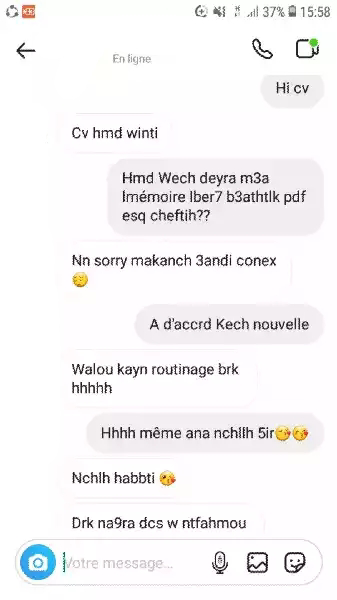 37% 15:58
En ligne
Hi cv
Cv hmd winti
Hmd Wech deyra m3a
lmémoire lber7 b3athtlk pdf
esq cheftih??
Nn sorry makanch 3andi conex
😔
A d'accrd Kech nouvelle
Walou kayn routinage brk
hhhhh
Hhhh même ana nchllh 5ir😘😘
Nchlh habbti 😘
Drk na9ra dcs w ntfahmou
Votre message...